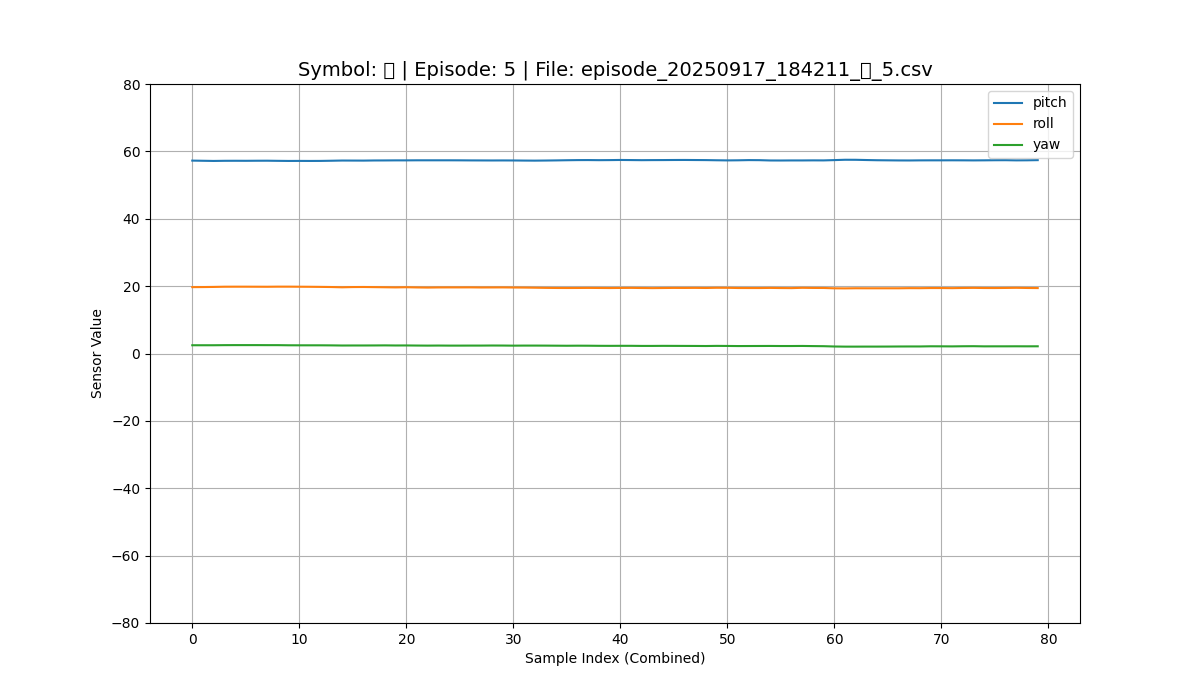 Symbol: | Episode: 5 | File: episode_20250917_184211_ _5.csv
80
60
40
20
0
−20
−40
−60
−80
Sensor Value
pitch
roll
yaw
0 10 20 30 40 50 60 70 80
Sample Index (Combined)